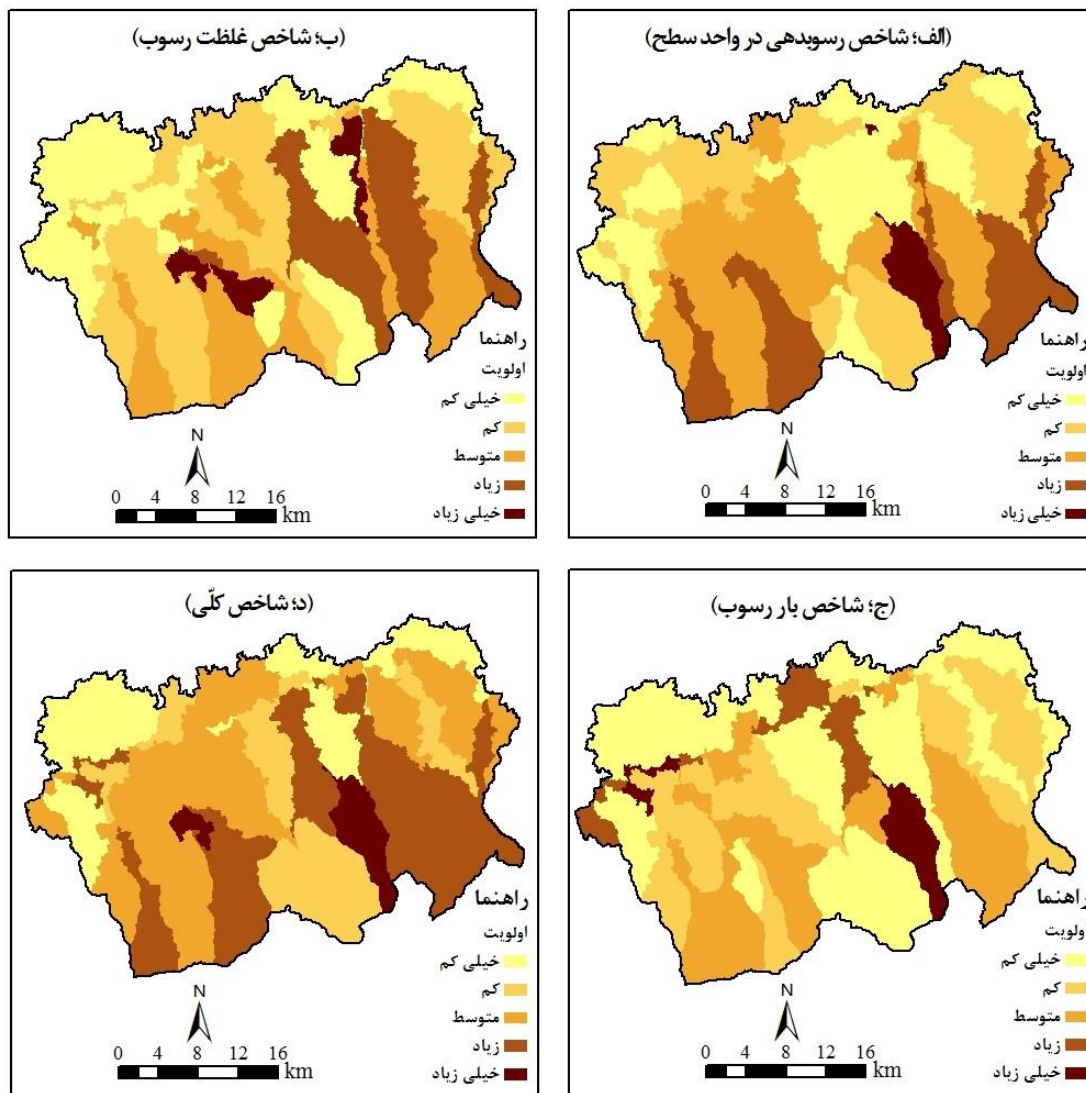 (الف؛ شاخص رسوبدهی در واحد سطح)
راهنما
اولویت
خیلی کم
کم
متوسط
زیاد
خیلی زیاد
N
0 4 8 12 16
km
(ب؛ شاخص غلظت رسوب)
راهنما
اولویت
خیلی کم
کم
متوسط
زیاد
خیلی زیاد
N
0 4 8 12 16
km
(ج؛ شاخص بار رسوب)
راهنما
اولویت
خیلی کم
کم
متوسط
زیاد
خیلی زیاد
N
0 4 8 12 16
km
(د؛ شاخص کلّی)
راهنما
اولویت
خیلی کم
کم
متوسط
زیاد
خیلی زیاد
N
0 4 8 12 16
km